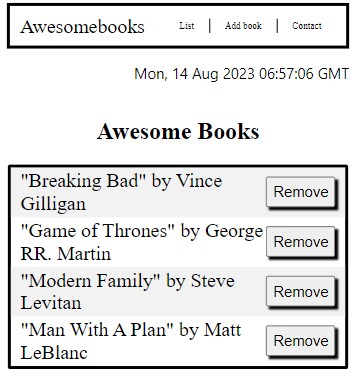 Awesomebooks List Add book Contact
Mon, 14 Aug 2023 06:57:06 GMT
Awesome Books
"Breaking Bad" by Vince
Gilligan
Remove
"Game of Thrones" by George
RR. Martin
Remove
"Modern Family" by Steve
Levitan
Remove
"Man With A Plan" by Matt
LeBlanc
Remove